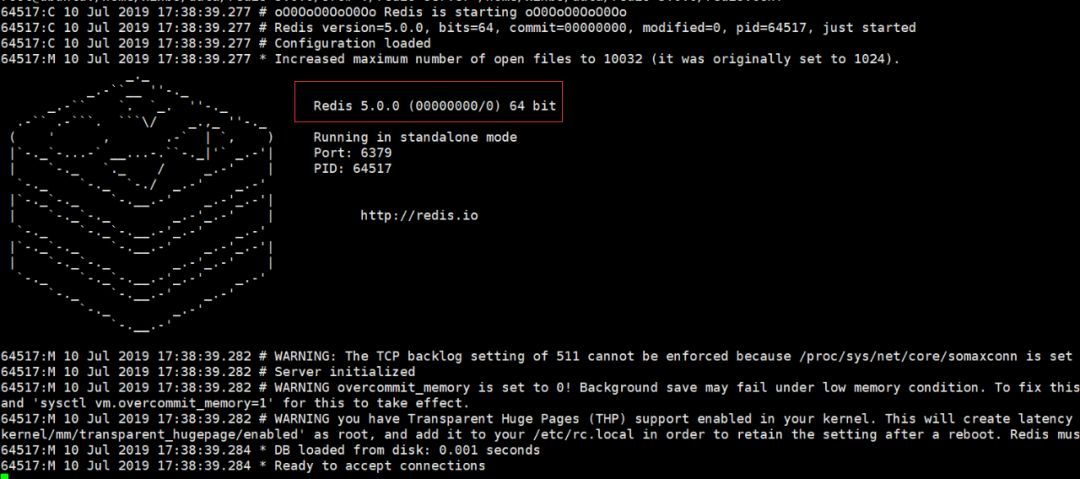 64517:C 10 Jul 2019 17:38:39.277 # oO0OoO0OoO0Oo Redis is starting oO0OoO0OoO0Oo
64517:C 10 Jul 2019 17:38:39.277 # Redis version=5.0.0, bits=64, commit=00000000, modified=0, pid=64517, just started
64517:C 10 Jul 2019 17:38:39.277 # Configuration loaded
64517:M 10 Jul 2019 17:38:39.277 * Increased maximum number of open files to 10032 (it was originally set to 1024).
Redis 5.0.0 (00000000/0) 64 bit
Running in standalone mode
Port: 6379
PID: 64517
http://redis.io
64517:M 10 Jul 2019 17:38:39.282 # WARNING: The TCP backlog setting of 511 cannot be enforced because /proc/sys/net/core/somaxconn is set
64517:M 10 Jul 2019 17:38:39.282 # Server initialized
64517:M 10 Jul 2019 17:38:39.282 # WARNING overcommit_memory is set to 0! Background save may fail under low memory condition. To fix this
and 'sysctl vm.overcommit_memory=1' for this to take effect.
64517:M 10 Jul 2019 17:38:39.282 # WARNING you have Transparent Huge Pages (THP) support enabled in your kernel. This will create latency
kernel/mm/transparent_hugepage/enabled' as root, and add it to your /etc/rc.local in order to retain the setting after a reboot. Redis mus
64517:M 10 Jul 2019 17:38:39.284 * DB loaded from disk: 0.001 seconds
64517:M 10 Jul 2019 17:38:39.284 * Ready to accept connections